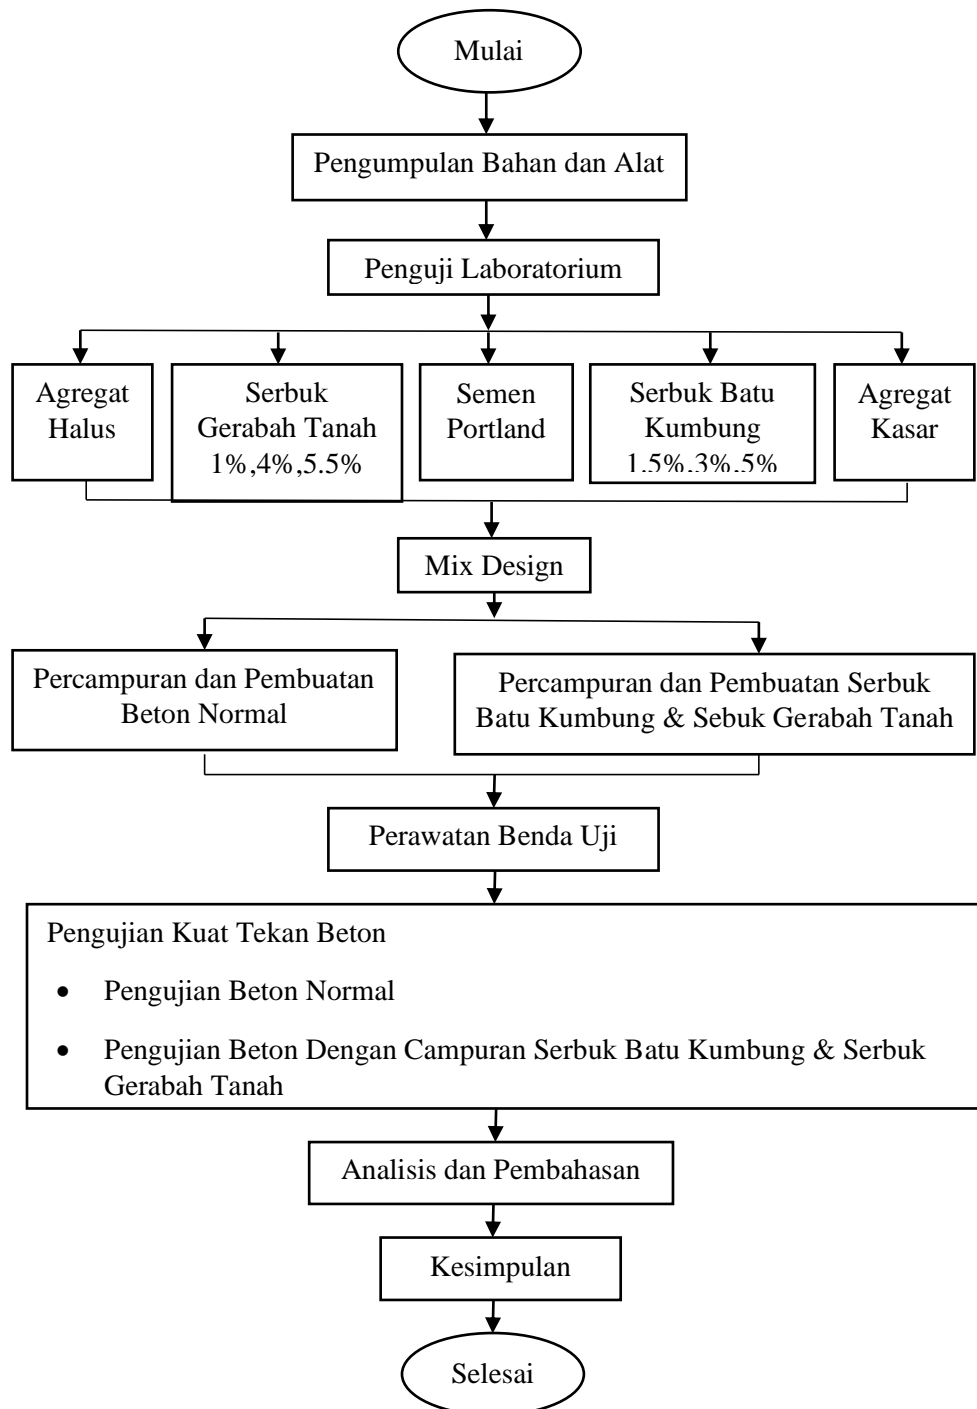 Mulai
Pengumpulan Bahan dan Alat
Penguji Laboratorium
Agregat
Halus
Serbuk
Gerabah Tanah
1%,4%,5.5%
Semen
Portland
Serbuk Batu
Kumbung
1.5%.3%.5%
Agregat
Kasar
Mix Design
Percampuran dan Pembuatan
Beton Normal
Percampuran dan Pembuatan Serbuk
Batu Kumbung & Sebuk Gerabah Tanah
Perawatan Benda Uji
Pengujian Kuat Tekan Beton
• Pengujian Beton Normal
• Pengujian Beton Dengan Campuran Serbuk Batu Kumbung & Serbuk
Gerabah Tanah
Analisis dan Pembahasan
Kesimpulan
Selesai